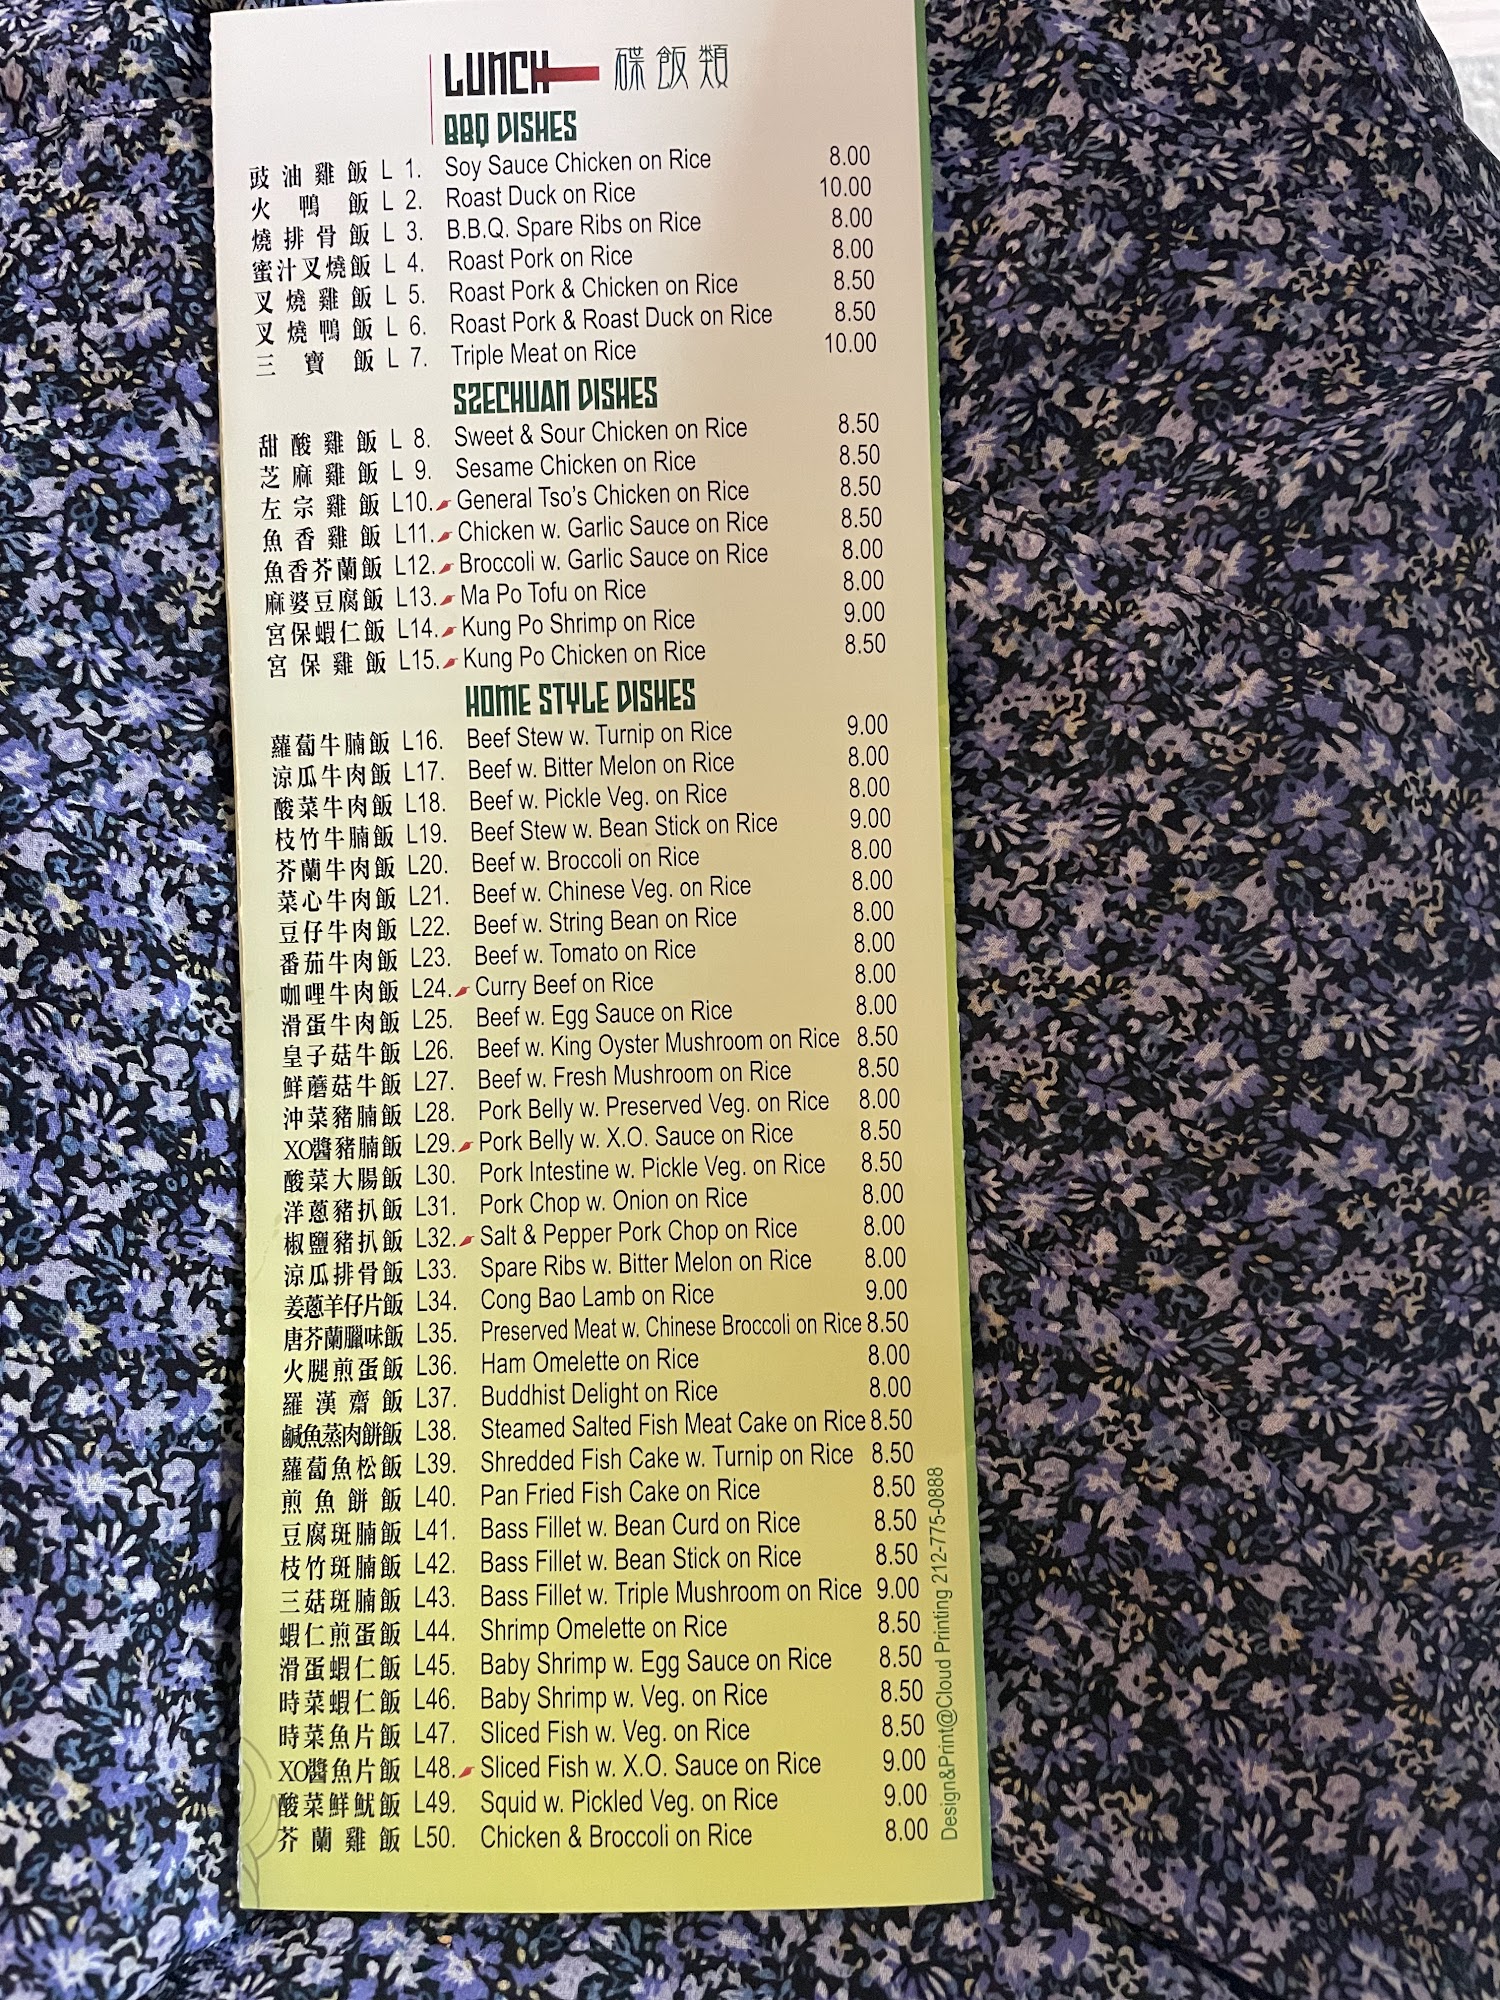 LUNCH 碟飯類
BBQ DISHES
豉油雞飯 L 1. Soy Sauce Chicken on Rice 8.00
火鴨飯 L 2. Roast Duck on Rice 10.00
燒排骨飯 L 3. B.B.Q. Spare Ribs on Rice 8.00
蜜汁叉燒飯 L 4. Roast Pork on Rice 8.00
叉燒雞飯 L 5. Roast Pork & Chicken on Rice 8.50
叉燒鴨飯 L 6. Roast Pork & Roast Duck on Rice 8.50
三寶飯 L 7. Triple Meat on Rice 10.00
SZECHUAN DISHES
甜酸雞飯 L 8. Sweet & Sour Chicken on Rice 8.50
芝麻雞飯 L 9. Sesame Chicken on Rice 8.50
左宗雞飯 L10. General Tso's Chicken on Rice 8.50
魚香雞飯 L11. Chicken w. Garlic Sauce on Rice 8.50
魚香芥蘭飯 L12. Broccoli w. Garlic Sauce on Rice 8.00
麻婆豆腐飯 L13. Ma Po Tofu on Rice 8.00
宮保蝦仁飯 L14. Kung Po Shrimp on Rice 9.00
宮保雞飯 L15. Kung Po Chicken on Rice 8.50
HOME STYLE DISHES
蘿蔔牛腩飯 L16. Beef Stew w. Turnip on Rice 9.00
涼瓜牛肉飯 L17. Beef w. Bitter Melon on Rice 8.00
酸菜牛肉飯 L18. Beef w. Pickle Veg. on Rice 8.00
枝竹牛腩飯 L19. Beef Stew w. Bean Stick on Rice 9.00
芥蘭牛肉飯 L20. Beef w. Broccoli on Rice 8.00
菜心牛肉飯 L21. Beef w. Chinese Veg. on Rice 8.00
豆仔牛肉飯 L22. Beef w. String Bean on Rice 8.00
番茄牛肉飯 L23. Beef w. Tomato on Rice 8.00
咖哩牛肉飯 L24. Curry Beef on Rice 8.00
滑蛋牛肉飯 L25. Beef w. Egg Sauce on Rice 8.00
皇子菇牛飯 L26. Beef w. King Oyster Mushroom on Rice 8.50
鮮蘑菇牛飯 L27. Beef w. Fresh Mushroom on Rice 8.50
沖菜豬腩飯 L28. Pork Belly w. Preserved Veg. on Rice 8.00
XO醬豬腩飯 L29. Pork Belly w. X.O. Sauce on Rice 8.50
酸菜大腸飯 L30. Pork Intestine w. Pickle Veg. on Rice 8.50
洋蔥豬扒飯 L31. Pork Chop w. Onion on Rice 8.00
椒鹽豬扒飯 L32. Salt & Pepper Pork Chop on Rice 8.00
涼瓜排骨飯 L33. Spare Ribs w. Bitter Melon on Rice 8.00
姜蔥羊仔片飯 L34. Cong Bao Lamb on Rice 9.00
唐芥蘭臘味飯 L35. Preserved Meat w. Chinese Broccoli on Rice 8.50
火腿煎蛋飯 L36. Ham Omelette on Rice 8.00
羅漢齋飯 L37. Buddhist Delight on Rice 8.00
鹹魚蒸肉餅飯 L38. Steamed Salted Fish Meat Cake on Rice 8.50
蘿蔔魚松飯 L39. Shredded Fish Cake w. Turnip on Rice 8.50
煎魚餅飯 L40. Pan Fried Fish Cake on Rice 8.50
豆腐斑腩飯 L41. Bass Fillet w. Bean Curd on Rice 8.50
枝竹斑腩飯 L42. Bass Fillet w. Bean Stick on Rice 8.50
三菇斑腩飯 L43. Bass Fillet w. Triple Mushroom on Rice 9.00
蝦仁煎蛋飯 L44. Shrimp Omelette on Rice 8.50
滑蛋蝦仁飯 L45. Baby Shrimp w. Egg Sauce on Rice 8.50
時菜蝦仁飯 L46. Baby Shrimp w. Veg. on Rice 8.50
時菜魚片飯 L47. Sliced Fish w. Veg. on Rice 8.50
XO醬魚片飯 L48. Sliced Fish w. X.O. Sauce on Rice 9.00
酸菜鮮魷飯 L49. Squid w. Pickled Veg. on Rice 9.00
芥蘭雞飯 L50. Chicken & Broccoli on Rice 8.00
Design&Print@Cloud Printing 212-775-0888